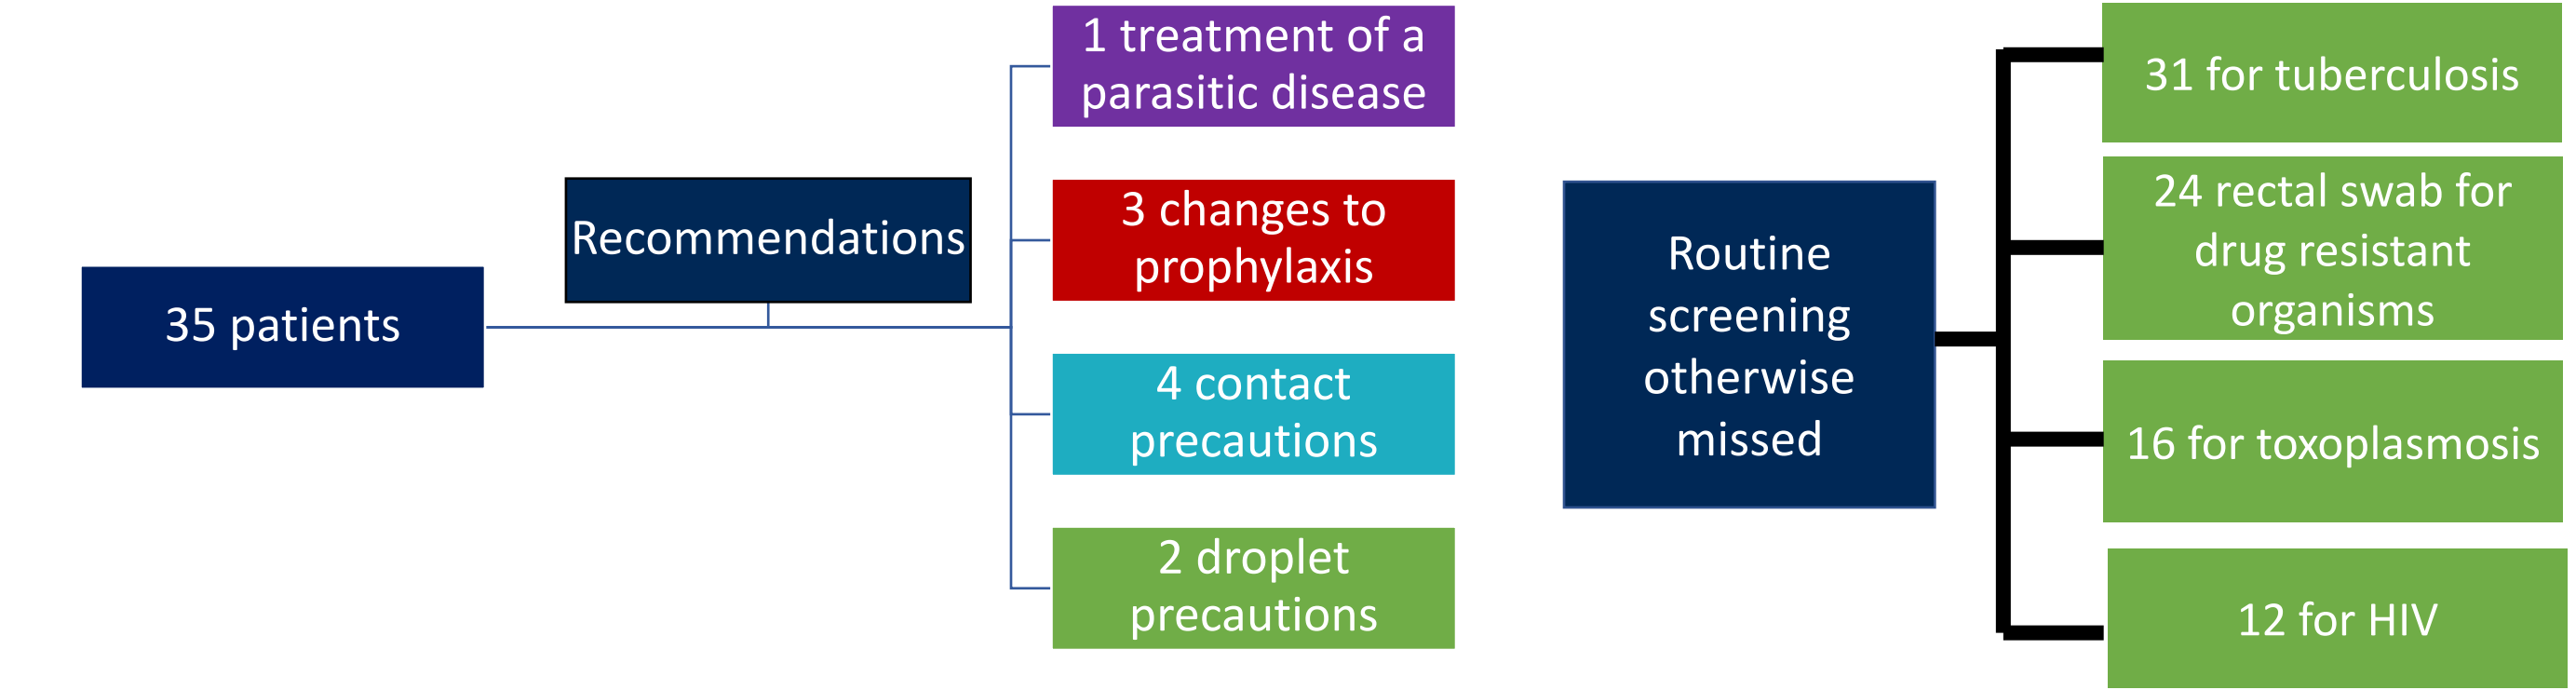 35 patients
Recommendations
1 treatment of a
parasitic disease
3 changes to
prophylaxis
4 contact
precautions
2 droplet
precautions
Routine
screening
otherwise
missed
31 for tuberculosis
24 rectal swab for
drug resistant
organisms
16 for toxoplasmosis
12 for HIV